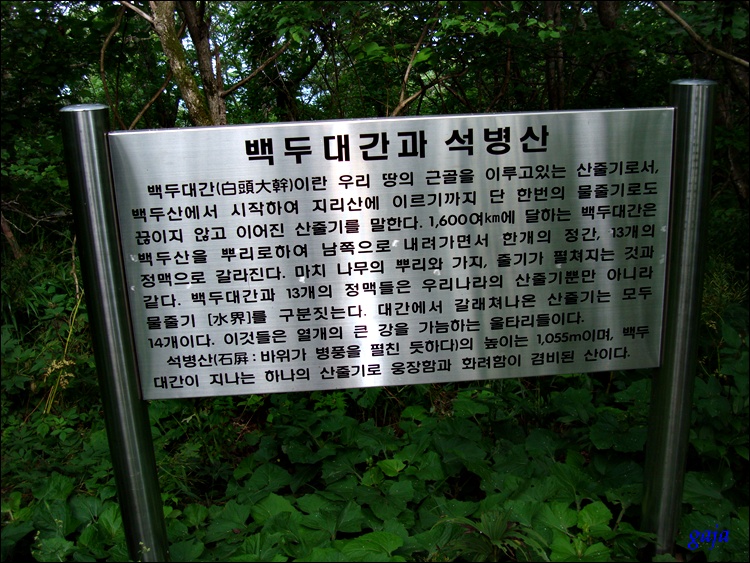 백두대간과 석병산
백두대간(白頭大幹)이란 우리 땅의 근골을 이루고있는 산줄기로서,
백두산에서 시작하여 지리산에 이르기까지 단 한번의 물줄기로도
끊이지 않고 이어진 산줄기를 말한다. 1,600여㎞에 달하는 백두대간은
백두산을 뿌리로하여 남쪽으로 내려가면서 한개의 정간, 13개의
정맥으로 갈라진다. 마치 나무의 뿌리와 가지, 줄기가 펼쳐지는 것과
같다. 백두대간과 13개의 정맥들은 우리나라의 산줄기뿐만 아니라
물줄기 [水界]를 구분짓는다. 대간에서 갈래쳐나온 산줄기는 모두
14개이다. 이것들은 열개의 큰 강을 가늠하는 울타리들이다.
석병산(石屛 : 바위가 병풍을 펼친 듯하다)의 높이는 1,055m이며, 백두
대간이 지나는 하나의 산줄기로 웅장함과 화려함이 겸비된 산이다.
gaja